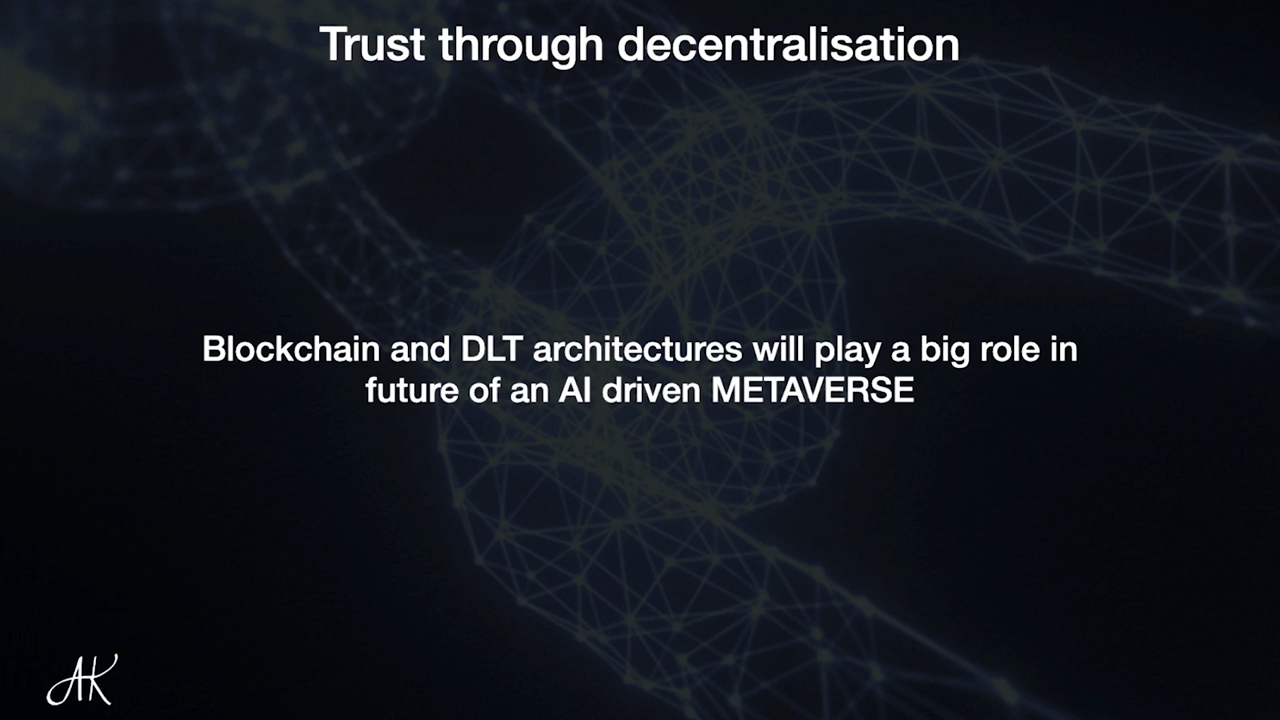 Trust through decentralisation
Blockchain and DLT architectures will play a big role in
future of an AI driven METAVERSE
AK